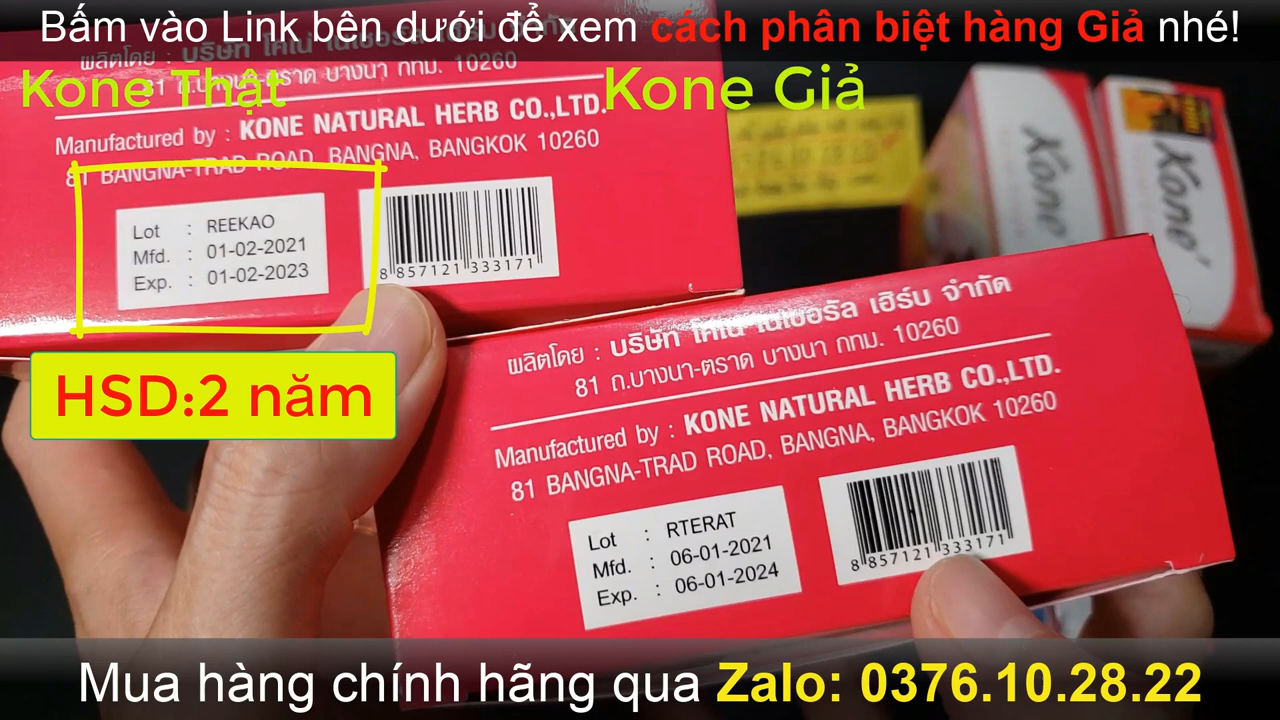 Bấm vào Link bên dưới để xem cách phân biệt hàng Giả nhé!
Kone Thật
Kone Giả
ผลิตโดย : บริษัท โคเน่ เนเชอรัล เฮิร์บ จำกัด
81 ถ.บางนา-ตราด บางนา กทม. 10260
Manufactured by : KONE NATURAL HERB CO.,LTD.
81 BANGNA-TRAD ROAD, BANGNA, BANGKOK 10260
Lot : REEKAO
Mfd. : 01-02-2021
Exp. : 01-02-2023
8 857121 333171
HSD:2 năm
Kone
Kone
ผลิตโดย : บริษัท โคเน่ เนเชอรัล เฮิร์บ จำกัด
81 ถ.บางนา-ตราด บางนา กทม. 10260
Manufactured by : KONE NATURAL HERB CO.,LTD.
81 BANGNA-TRAD ROAD, BANGNA, BANGKOK 10260
Lot : RTERAT
Mfd. : 06-01-2021
Exp. : 06-01-2024
8 857121 333171
Mua hàng chính hãng qua Zalo: 0376.10.28.22